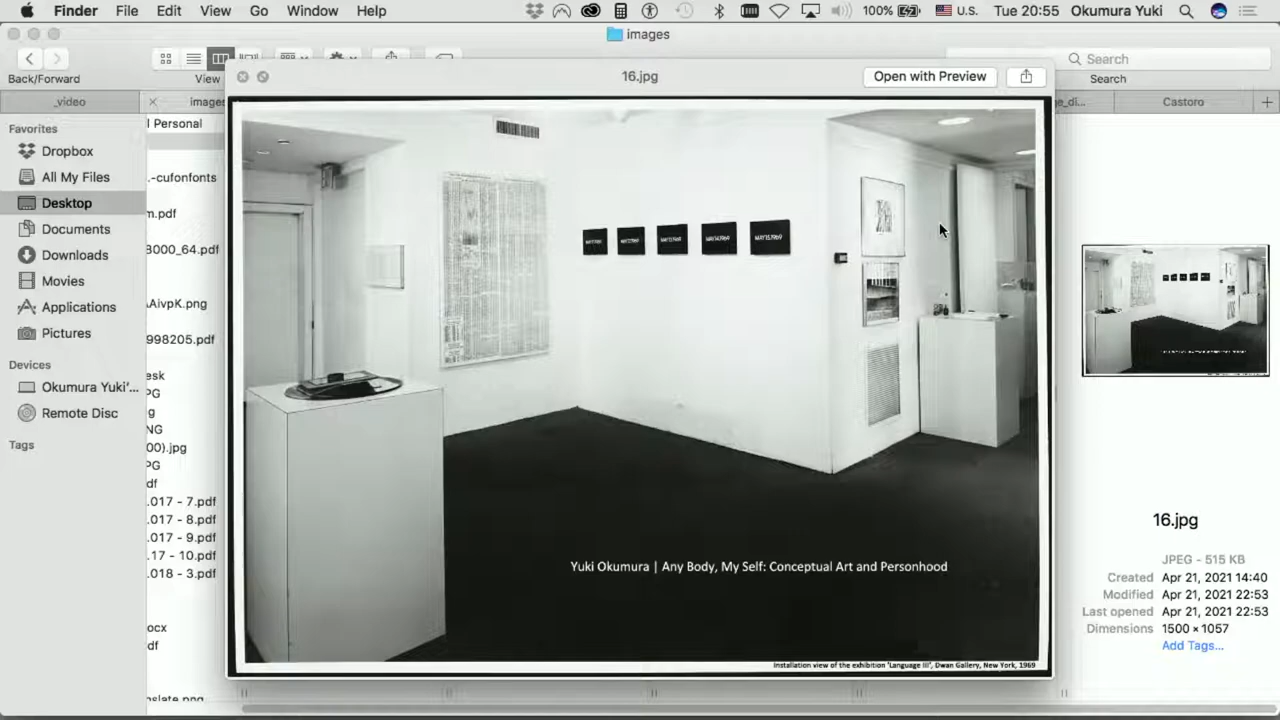 Finder File Edit View Go Window Help 100% U.S. Tue 20:55 Okumura Yuki
images
Back/Forward View Search Search
_video images Castoro
16.jpg Open with Preview
Favorites
Dropbox
All My Files
Desktop
Documents
Downloads
Movies
Applications
Pictures
Devices
Okumura Yuki'...
Remote Disc
Tags
l Personal
.-cufonfonts
m.pdf
8000_64.pdf
AivpK.png
998205.pdf
esk
PG
g
NG
00).jpg
PG
df
.017 - 7.pdf
.017 - 8.pdf
.017 - 9.pdf
.17 - 10.pdf
.018 - 3.pdf
ocx
df
nslate.png
Yuki Okumura | Any Body, My Self: Conceptual Art and Personhood
Installation view of the exhibition 'Language III', Dwan Gallery, New York, 1969
16.jpg
JPEG - 515 KB
Created Apr 21, 2021 14:40
Modified Apr 21, 2021 22:53
Last opened Apr 21, 2021 22:53
Dimensions 1500 × 1057
Add Tags...